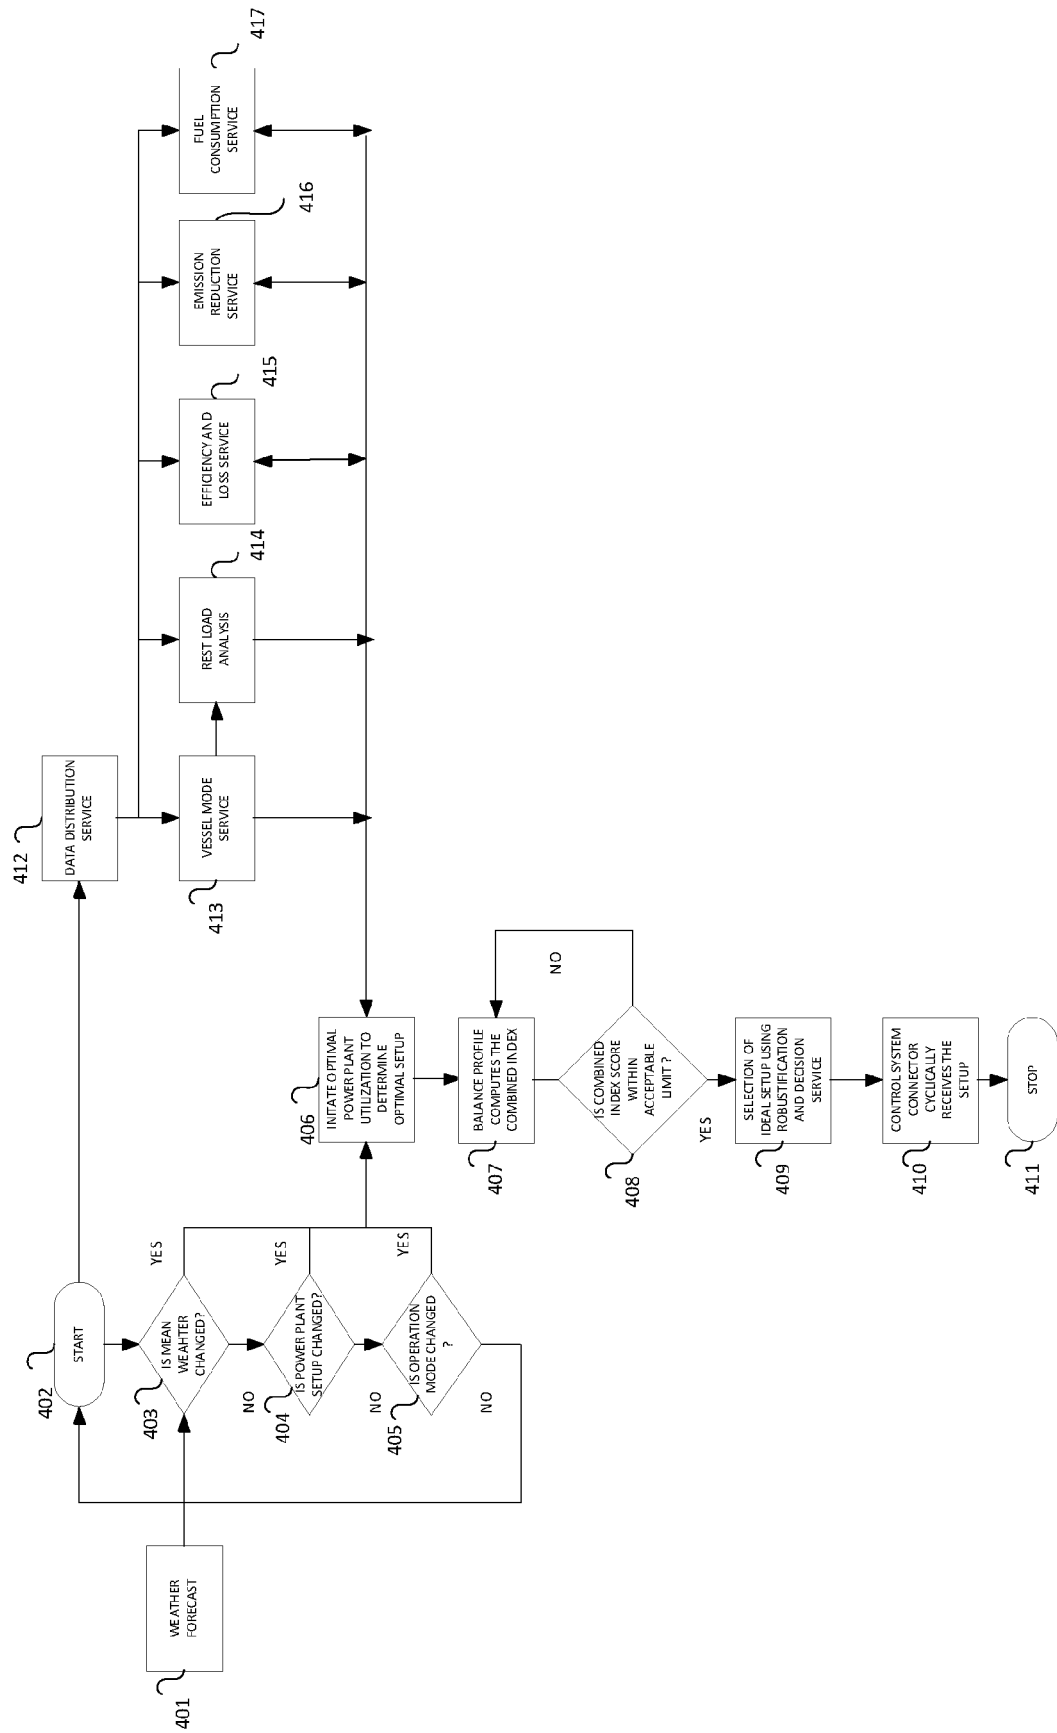 401
WEATHER
FORECAST
402
START
403
IS MEAN
WEAHTER
CHANGED?
YES
NO
404
IS POWER PLANT
SETUP CHANGED?
YES
NO
405
IS OPERATION
MODE CHANGED
?
YES
NO
406
INITIATE OPTIMAL
POWER PLANT
UTILIZATION TO
DETERMINE
OPTIMAL SETUP
407
BALANCE PROFILE
COMPUTES THE
COMBINED INDEX
408
IS COMBINED
INDEX SCORE
WITHIN
ACCEPTABLE
LIMIT ?
NO
YES
409
SELECTION OF
IDEAL SETUP USING
ROBUSTIFICATION
AND DECISION
SERVICE
410
CONTROL SYSTEM
CONNECTOR
CYCLICALLY
RECEIVES THE
SETUP
411
STOP
412
DATA DISTRIBUTION
SERVICE
413
VESSEL MODE
SERVICE
414
REST LOAD
ANALYSIS
415
EFFICIENCY AND
LOSS SERVICE
416
EMISSION
REDUCTION
SERVICE
417
FUEL
CONSUMPTION
SERVICE